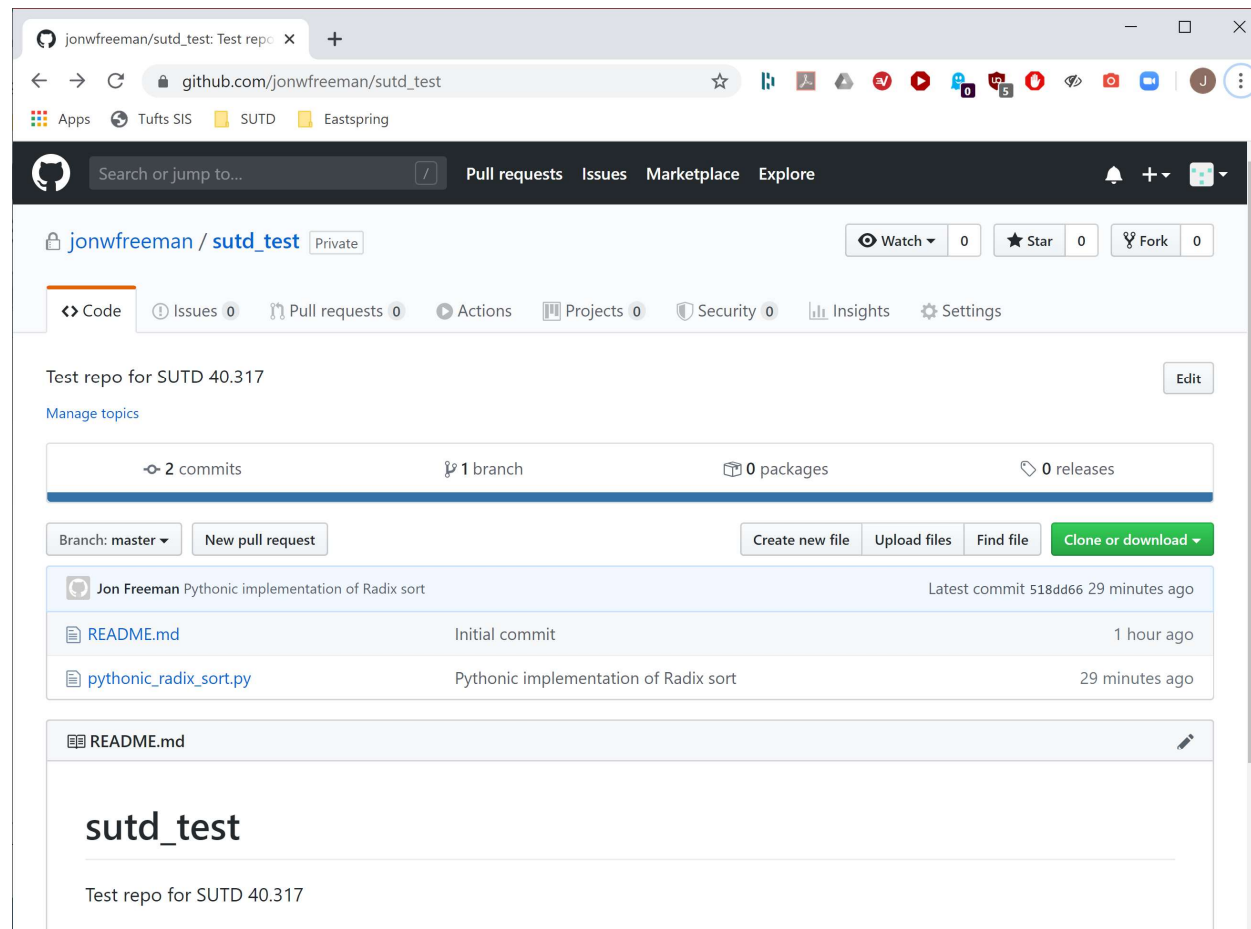 jonwfreeman/sutd_test: Test repo
github.com/jonwfreeman/sutd_test
0
5
J
Apps Tufts SIS SUTD Eastspring
Search or jump to... / Pull requests Issues Marketplace Explore
jonwfreeman / sutd_test Private Watch 0 Star 0 Fork 0
Code Issues 0 Pull requests 0 Actions Projects 0 Security 0 Insights Settings
Test repo for SUTD 40.317 Edit
Manage topics
2 commits 1 branch 0 packages 0 releases
Branch: master New pull request Create new file Upload files Find file Clone or download
Jon Freeman Pythonic implementation of Radix sort Latest commit 518dd66 29 minutes ago
README.md Initial commit 1 hour ago
pythonic_radix_sort.py Pythonic implementation of Radix sort 29 minutes ago
README.md
sutd_test
Test repo for SUTD 40.317